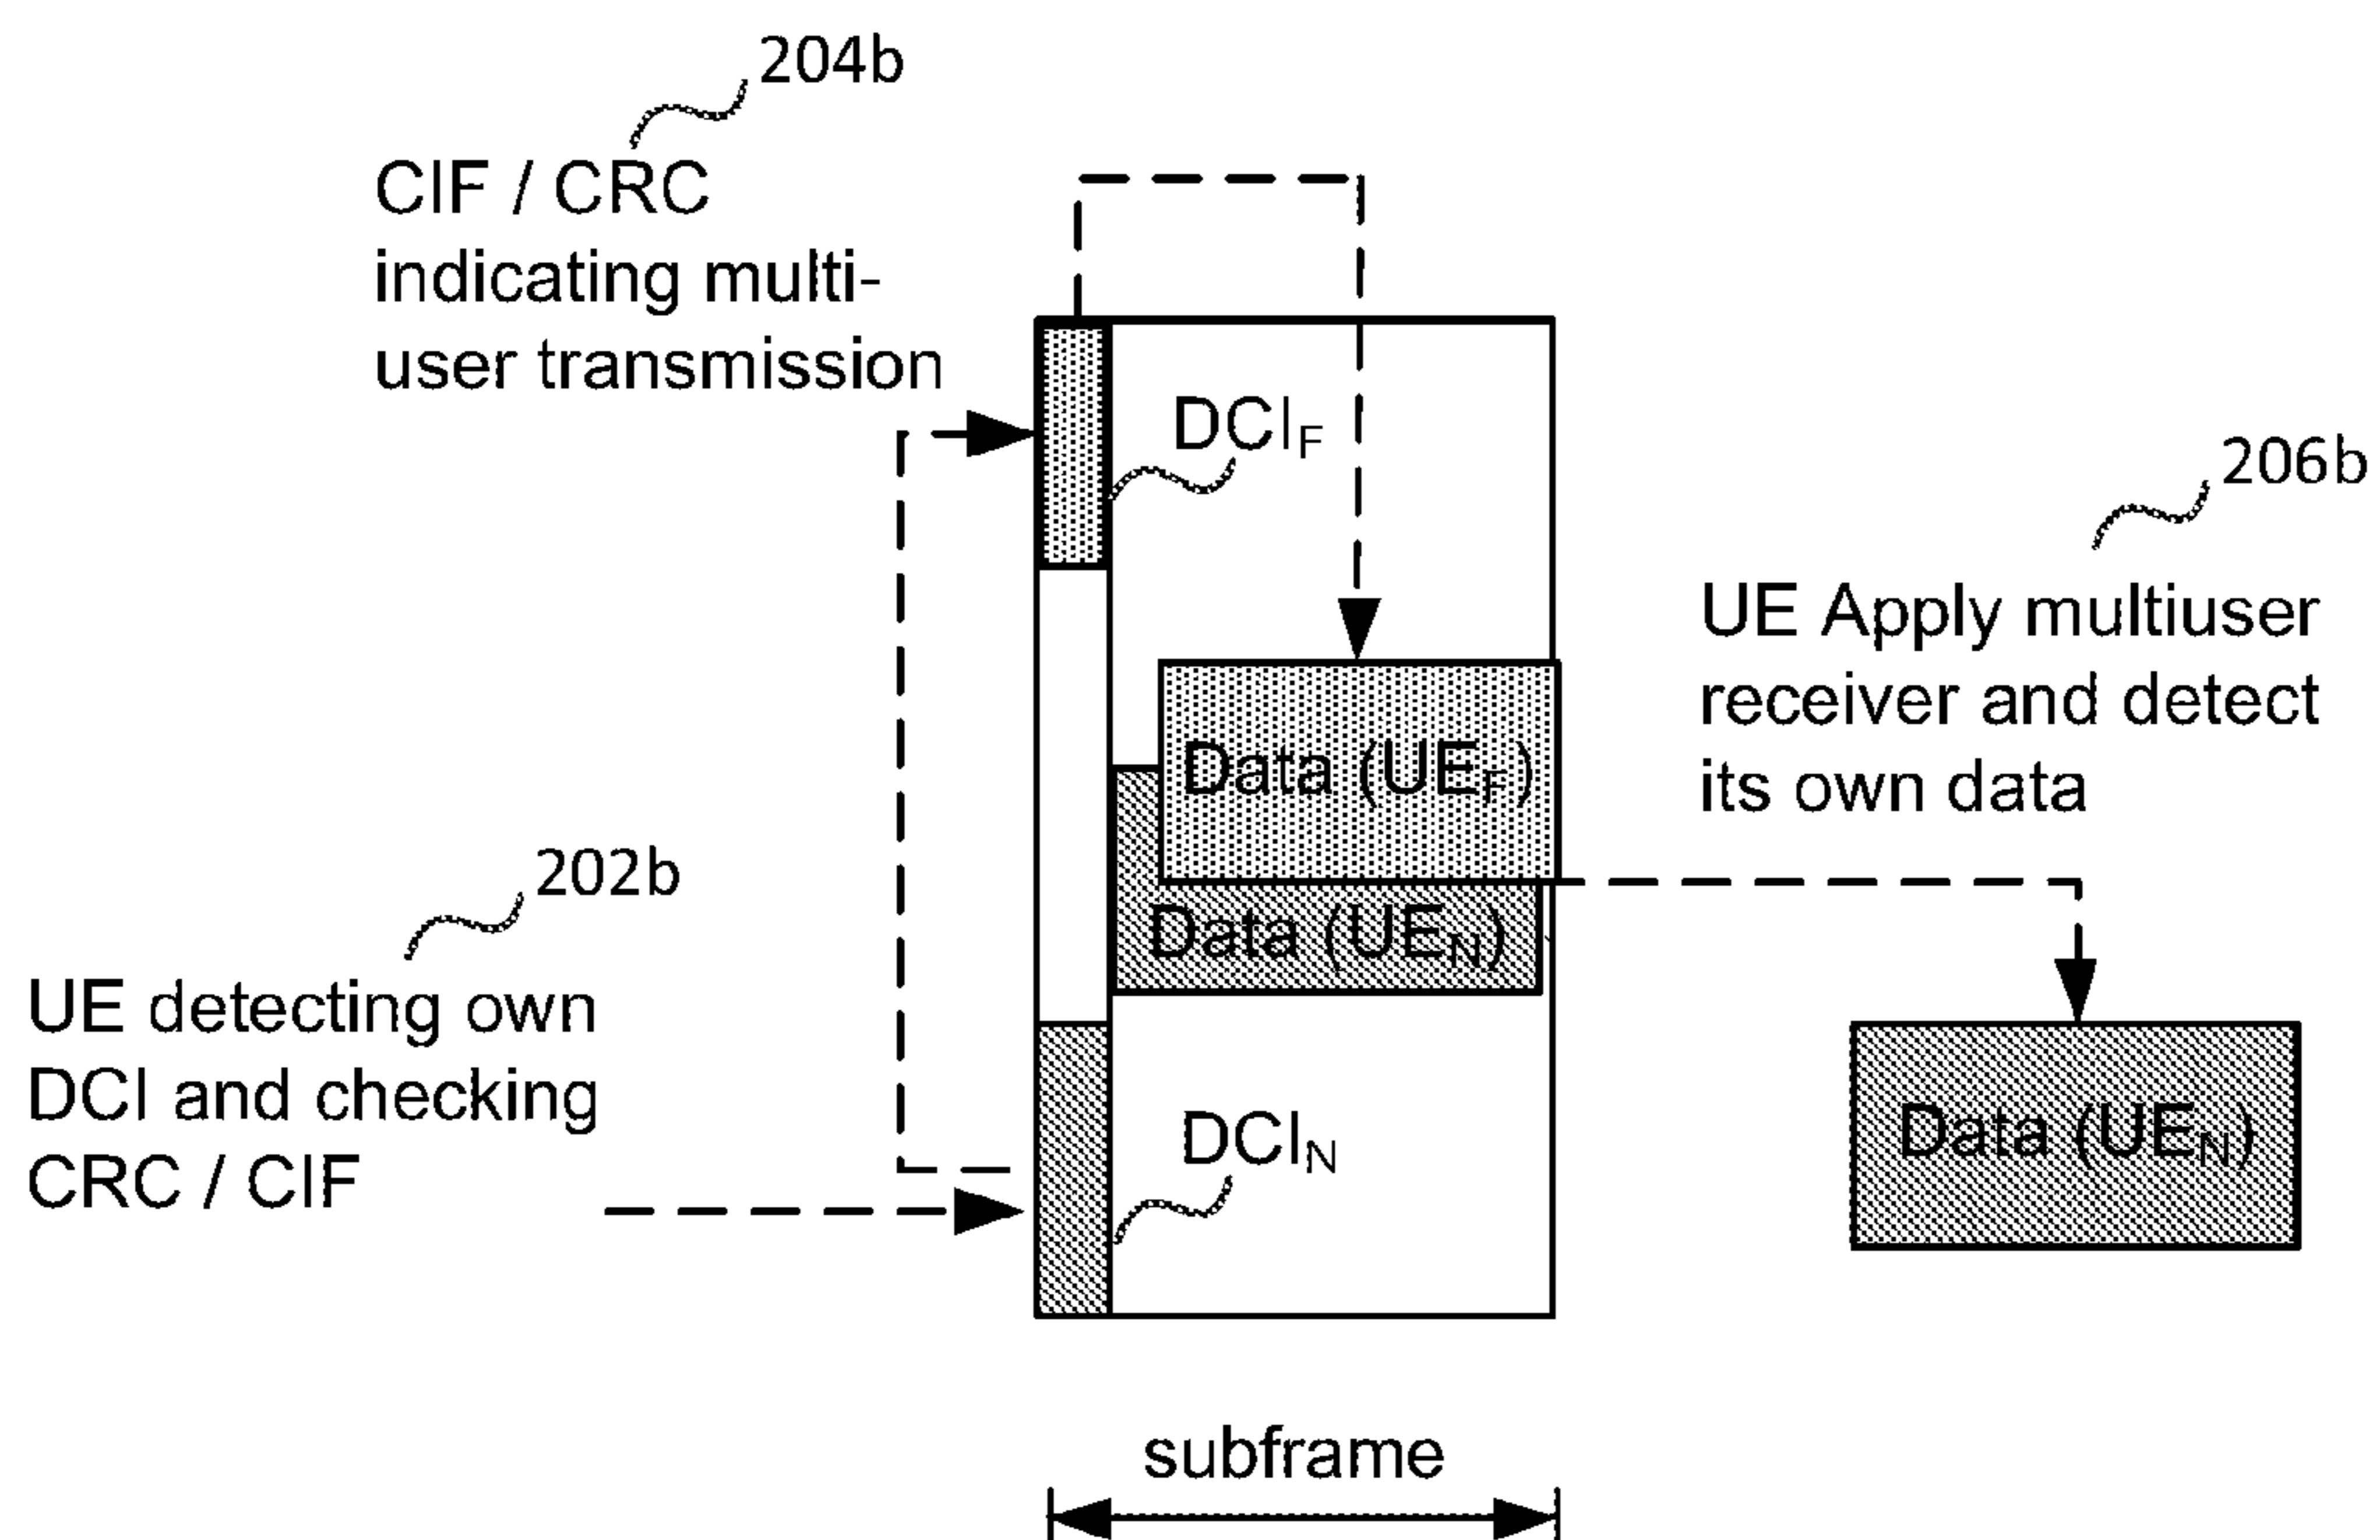 204b
CIF / CRC
indicating multi-
user transmission
DCIF
206b
UE Apply multiuser
receiver and detect
its own data
Data (UEF)
202b
Data (UEN)
UE detecting own
DCI and checking
CRC / CIF
DCIN
Data (UEN)
subframe